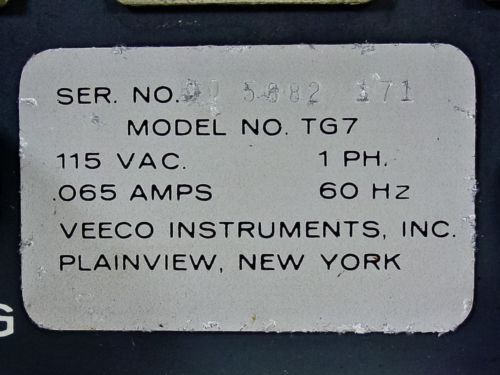 SER. NO.
MODEL NO. TG7
115 VAC. 1 PH.
.065 AMPS 60 Hz
VEECO INSTRUMENTS, INC.
PLAINVIEW, NEW YORK
G